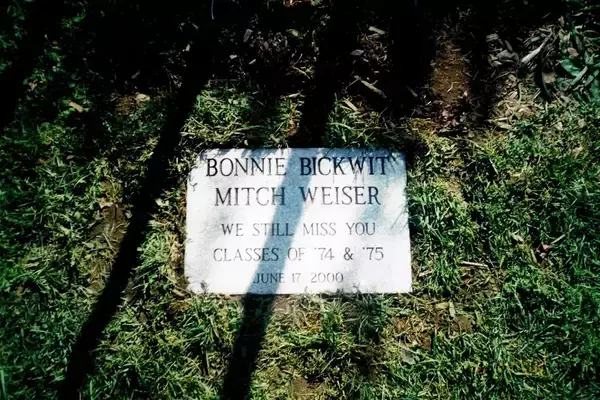 BONNIE BICKWIT
MITCH WEISER
WE STILL MISS YOU
CLASSES OF '74 & '75
JUNE 17, 2000